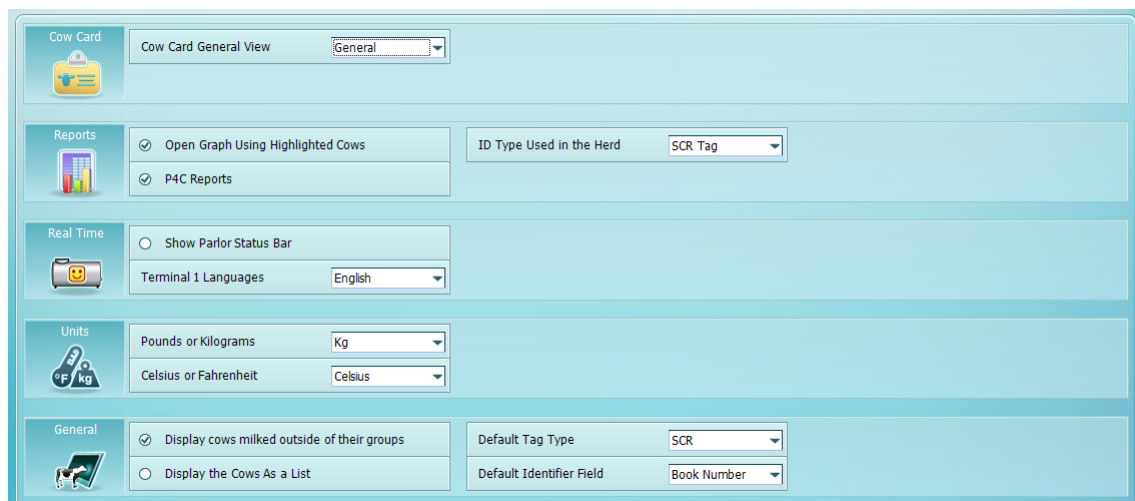 Cow Card
Cow Card General View General
Reports
Open Graph Using Highlighted Cows
ID Type Used in the Herd SCR Tag
P4C Reports
Real Time
Show Parlor Status Bar
Terminal 1 Languages English
Units
°F/kg
Pounds or Kilograms Kg
Celsius or Fahrenheit Celsius
General
Display cows milked outside of their groups
Default Tag Type SCR
Display the Cows As a List
Default Identifier Field Book Number